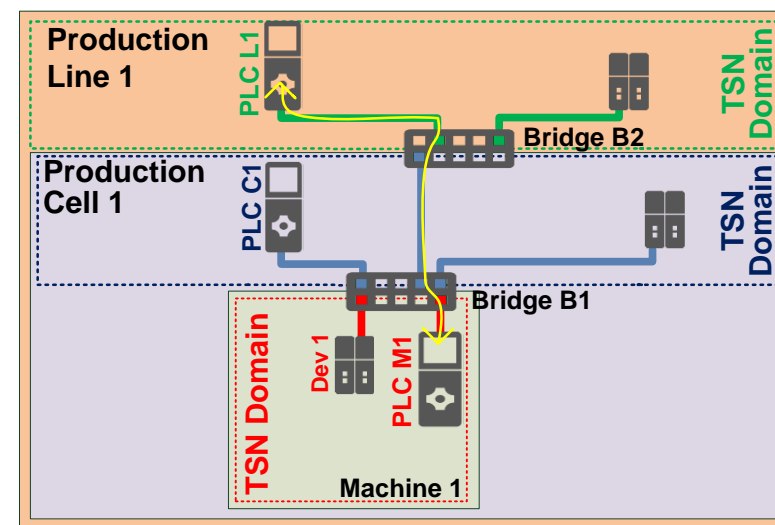 Production
Line 1
PLC L1
TSN
Domain
Bridge B2
Production
Cell 1
PLC C1
TSN
Domain
Bridge B1
TSN Domain
Dev 1
PLC M1
Machine 1